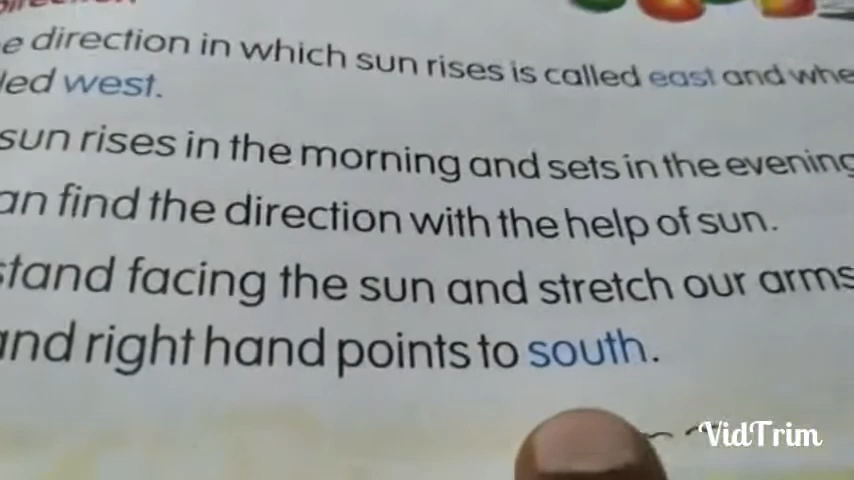 e direction in which sun rises is called east and whe
led west.
sun rises in the morning and sets in the evening
an find the direction with the help of sun.
stand facing the sun and stretch our arms
and right hand points to south.
VidTrim